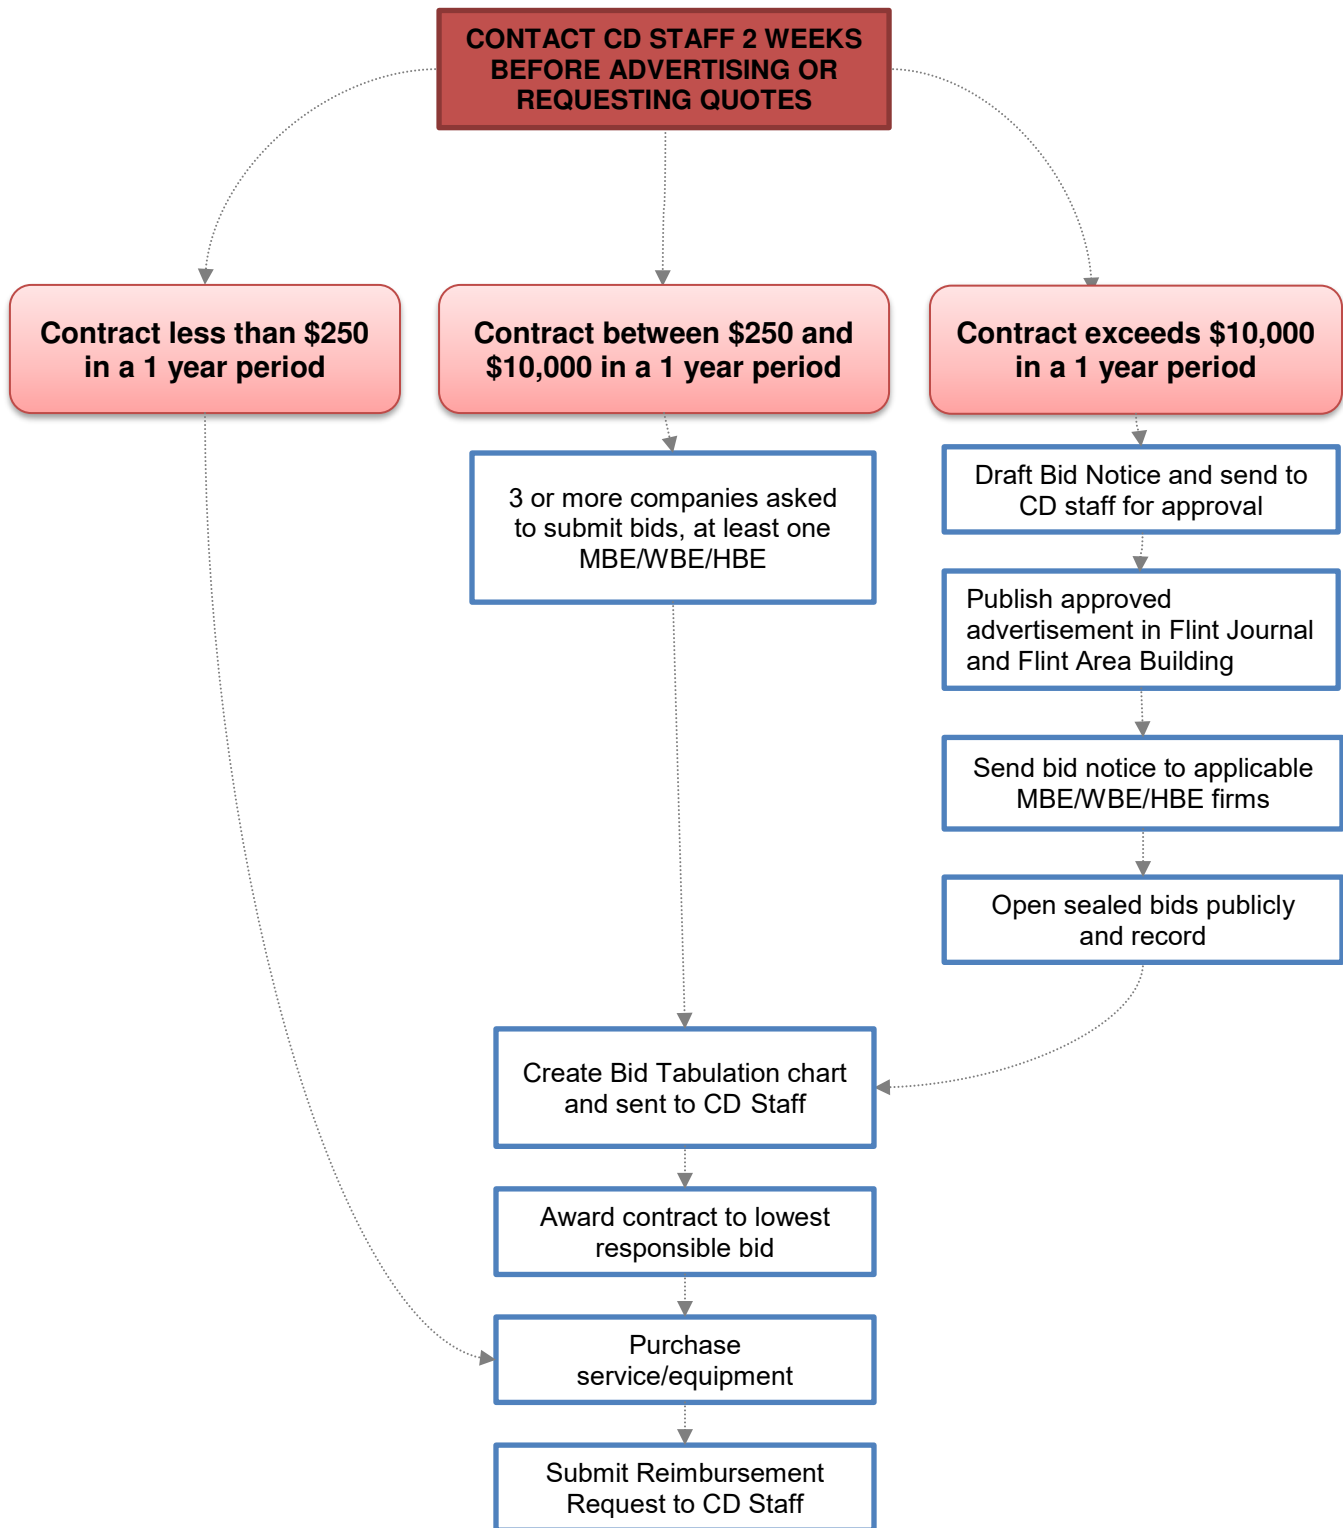 CONTACT CD STAFF 2 WEEKS
BEFORE ADVERTISING OR
REQUESTING QUOTES
Contract less than $250
in a 1 year period
Contract between $250 and
$10,000 in a 1 year period
Contract exceeds $10,000
in a 1 year period
3 or more companies asked
to submit bids, at least one
MBE/WBE/HBE
Draft Bid Notice and send to
CD staff for approval
Publish approved
advertisement in Flint Journal
and Flint Area Building
Send bid notice to applicable
MBE/WBE/HBE firms
Open sealed bids publicly
and record
Create Bid Tabulation chart
and sent to CD Staff
Award contract to lowest
responsible bid
Purchase
service/equipment
Submit Reimbursement
Request to CD Staff